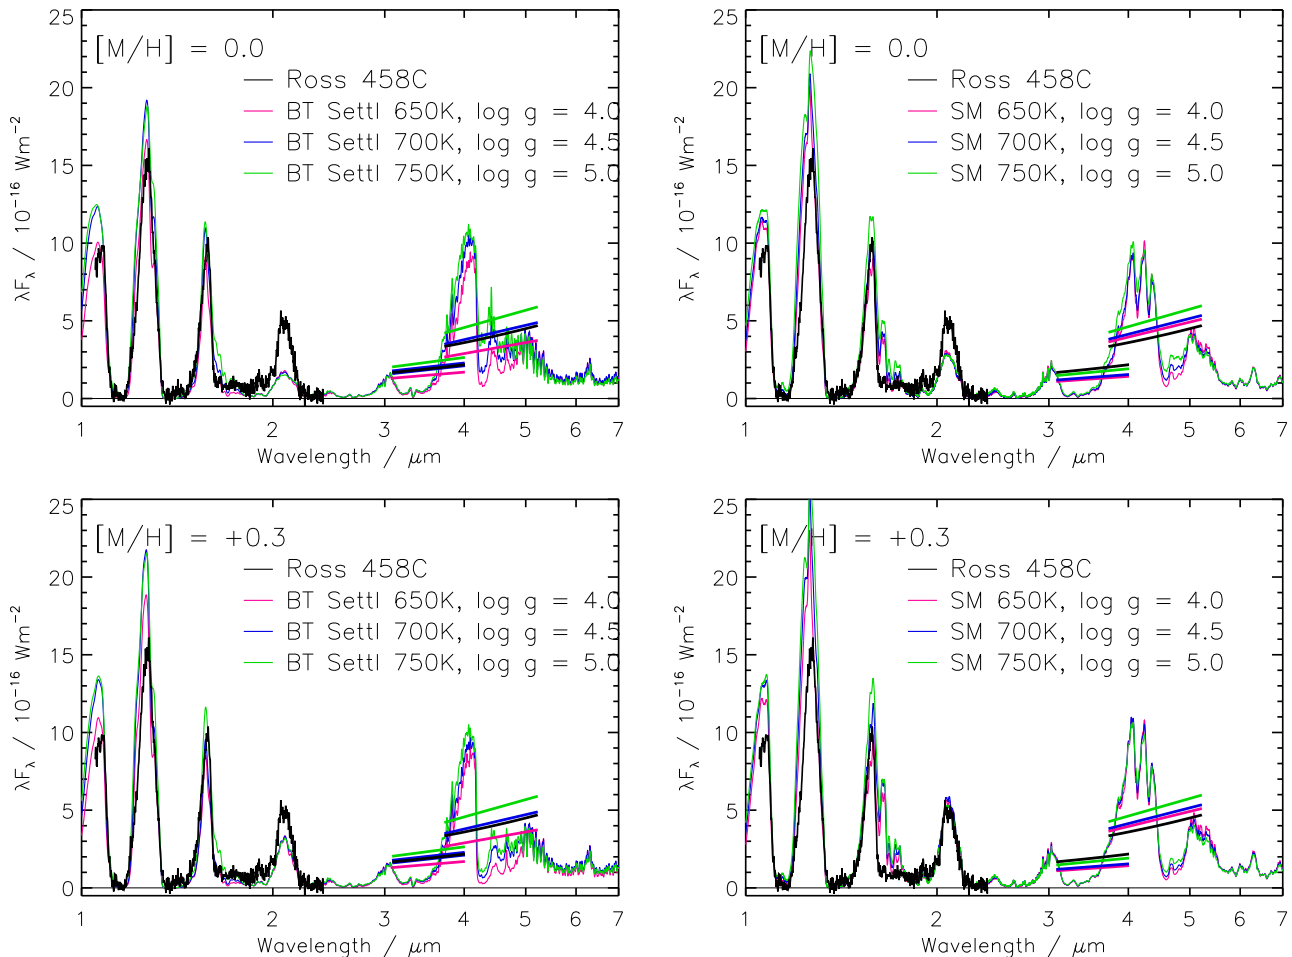 25
20
15
10
5
0
λFλ / 10−16 Wm−2
[M/H] = 0.0
Ross 458C
BT Settl 650K, log g = 4.0
BT Settl 700K, log g = 4.5
BT Settl 750K, log g = 5.0
1 2 3 4 5 6 7
Wavelength / μm
25
20
15
10
5
0
λFλ / 10−16 Wm−2
[M/H] = 0.0
Ross 458C
SM 650K, log g = 4.0
SM 700K, log g = 4.5
SM 750K, log g = 5.0
1 2 3 4 5 6 7
Wavelength / μm
25
20
15
10
5
0
λFλ / 10−16 Wm−2
[M/H] = +0.3
Ross 458C
BT Settl 650K, log g = 4.0
BT Settl 700K, log g = 4.5
BT Settl 750K, log g = 5.0
1 2 3 4 5 6 7
Wavelength / μm
25
20
15
10
5
0
λFλ / 10−16 Wm−2
[M/H] = +0.3
Ross 458C
SM 650K, log g = 4.0
SM 700K, log g = 4.5
SM 750K, log g = 5.0
1 2 3 4 5 6 7
Wavelength / μm